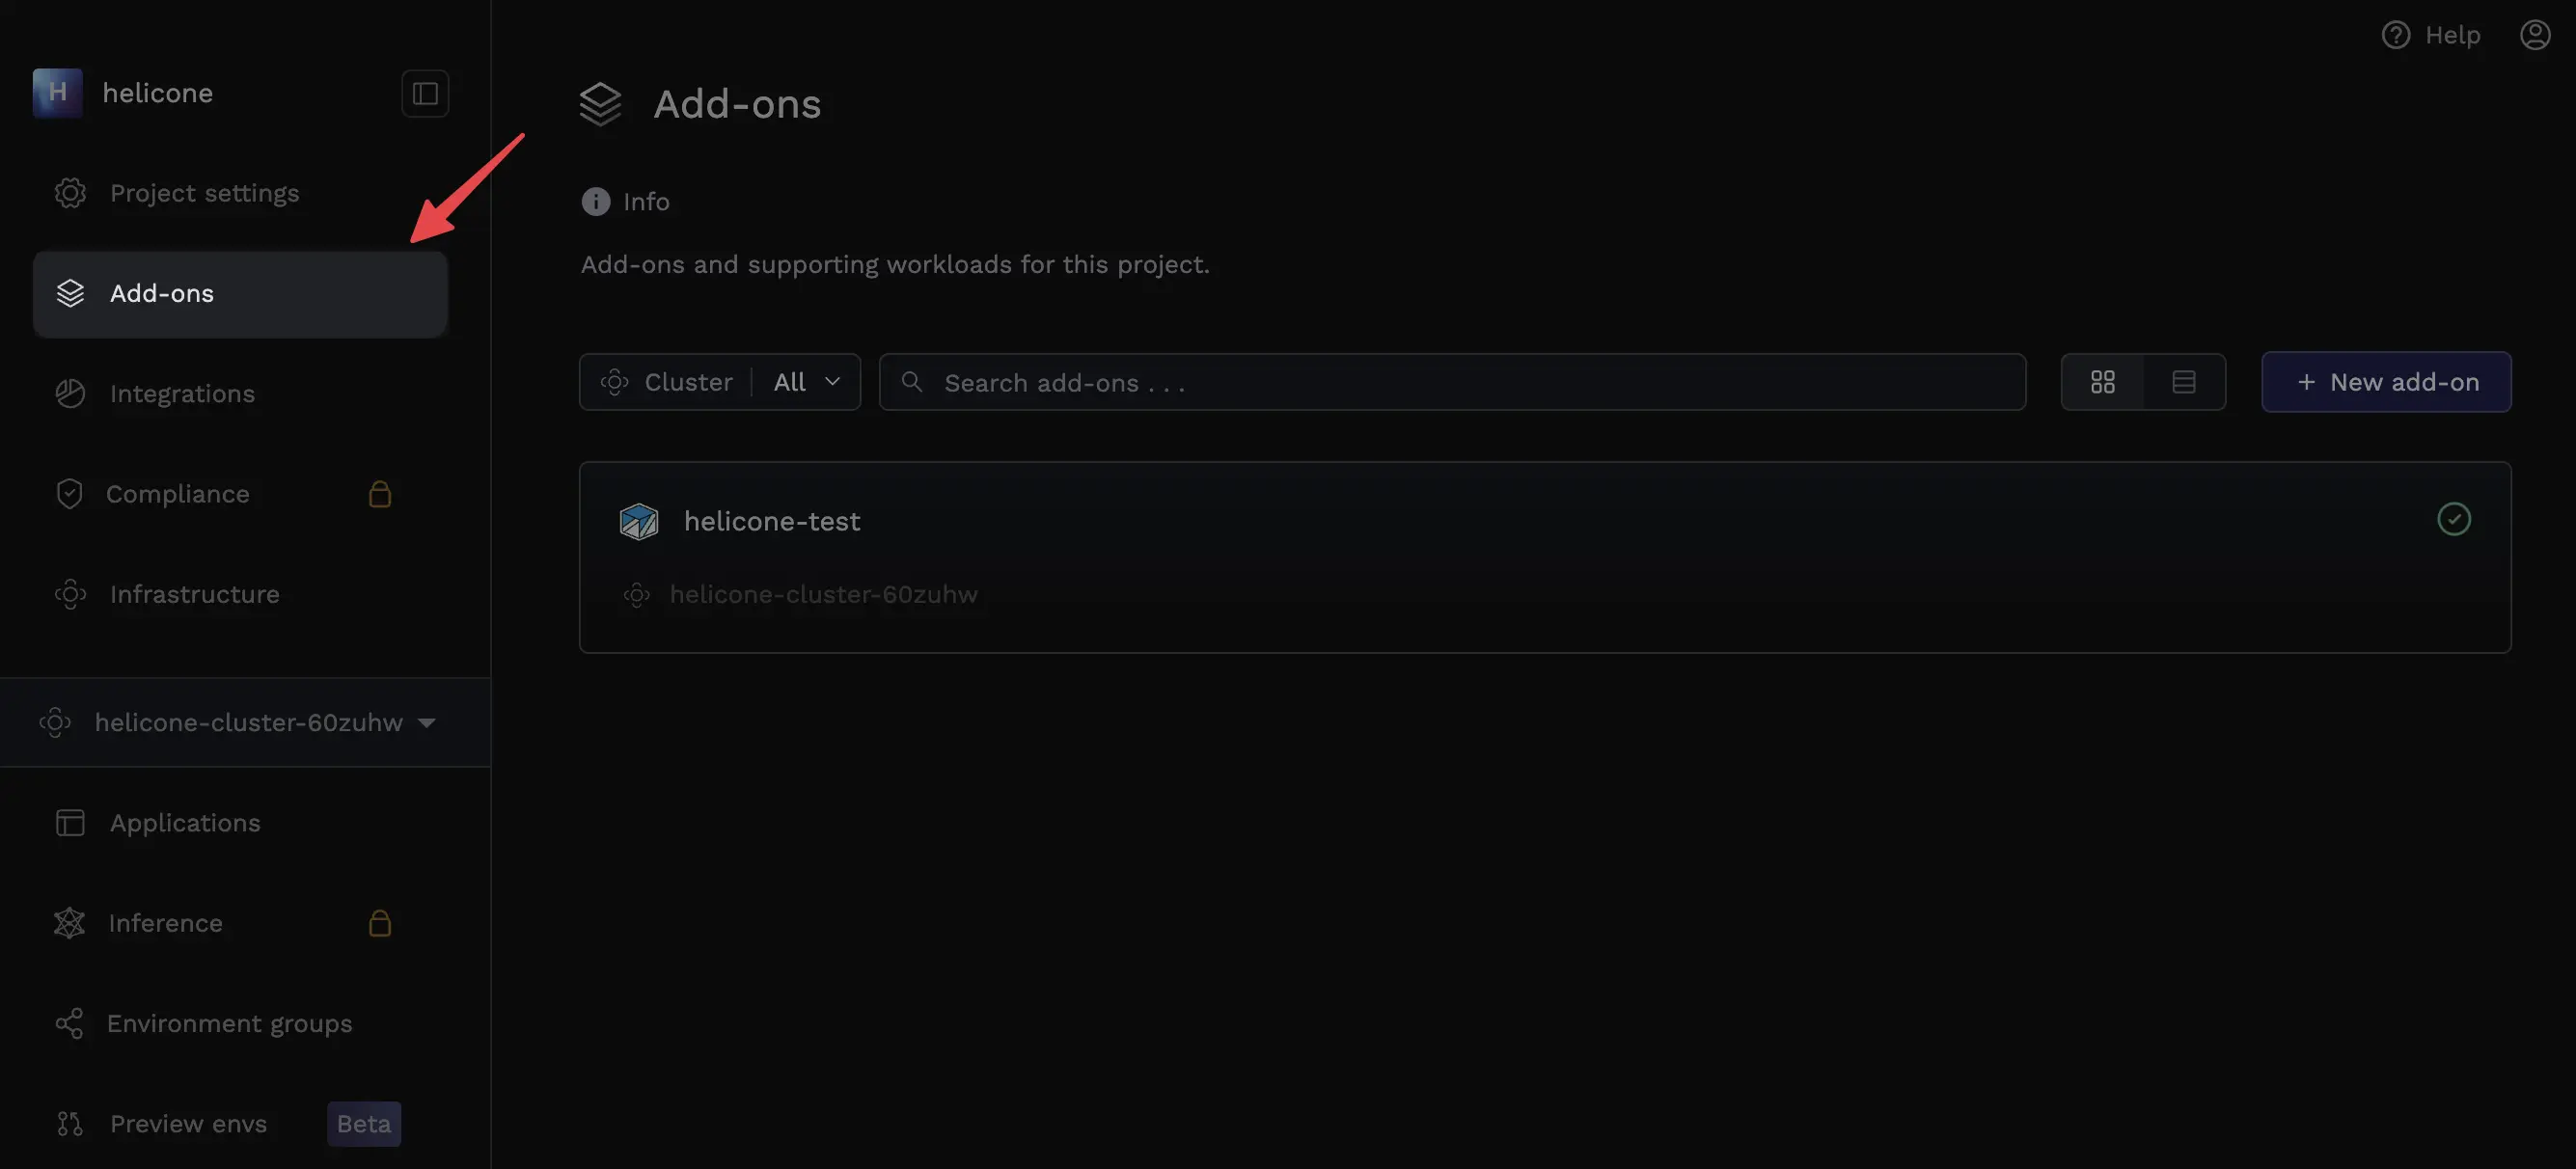 Help
H
helicone
Project settings
Add-ons
Integrations
Compliance
Infrastructure
helicone-cluster-60zuhw
Applications
Inference
Environment groups
Preview envs
Beta
Add-ons
Info
Add-ons and supporting workloads for this project.
Cluster
All
Search add-ons . . .
+ New add-on
helicone-test
helicone-cluster-60zuhw